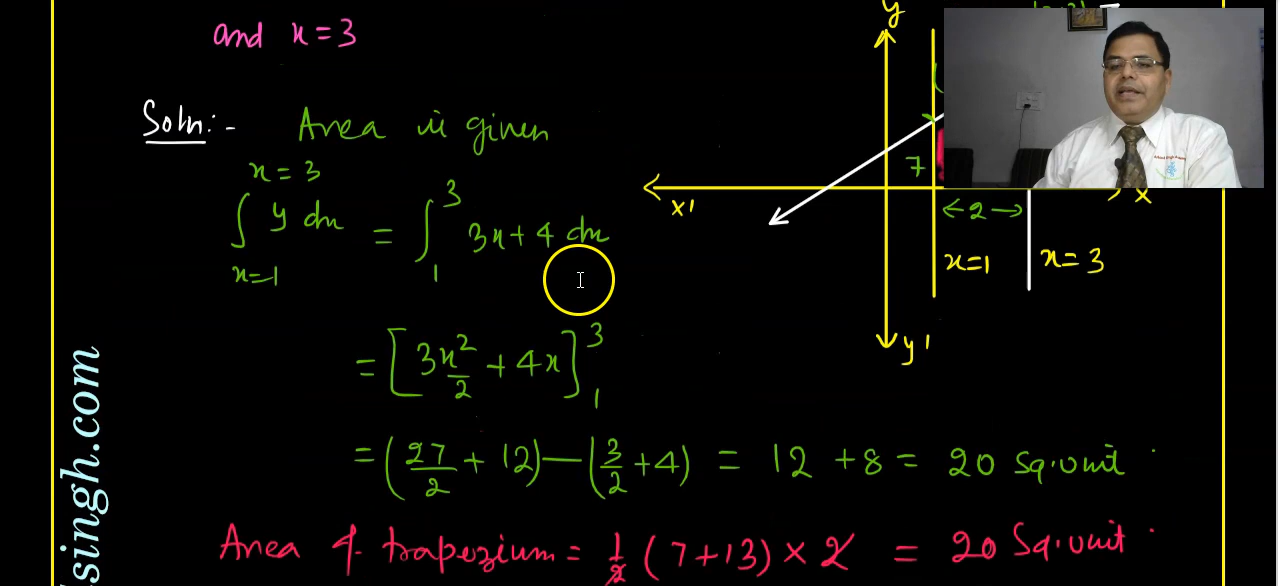 and x=3
y
Soln:- Area is given
x=3
∫ y dx = ∫ 3x+4 dx
x=1
3
1
7
x'
x
<-2->
x=1
x=3
y'
= [3x²/2 + 4x]
3
1
= (27/2 + 12) — (3/2 + 4) = 12 + 8 = 20 Sq.unit
Area of trapezium = 1/2 (7+13) × 2 = 20 Sq.unit
singh.com